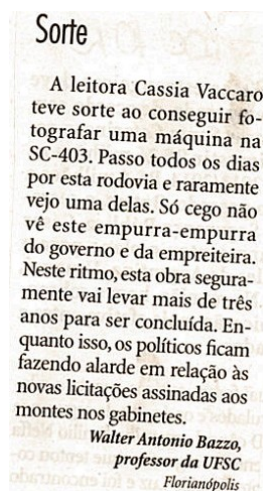 Sorte
A leitora Cassia Vaccaro
teve sorte ao conseguir fo-
tografar uma máquina na
SC-403. Passo todos os dias
por esta rodovia e raramente
vejo uma delas. Só cego não
vê este empurra-empurra
do governo e da empreiteira.
Neste ritmo, esta obra segura-
mente vai levar mais de três
anos para ser concluída. En-
quanto isso, os políticos ficam
fazendo alarde em relação às
novas licitações assinadas aos
montes nos gabinetes.
Walter Antonio Bazzo,
professor da UFSC
Florianópolis